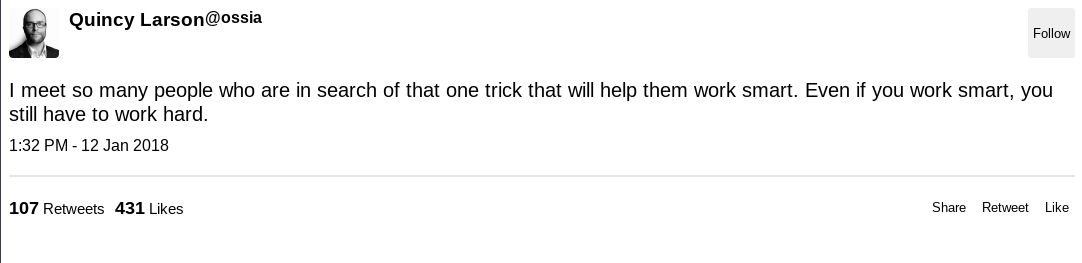 Quincy Larson@ossia
Follow
I meet so many people who are in search of that one trick that will help them work smart. Even if you work smart, you
still have to work hard.
1:32 PM - 12 Jan 2018
107 Retweets 431 Likes
Share Retweet Like